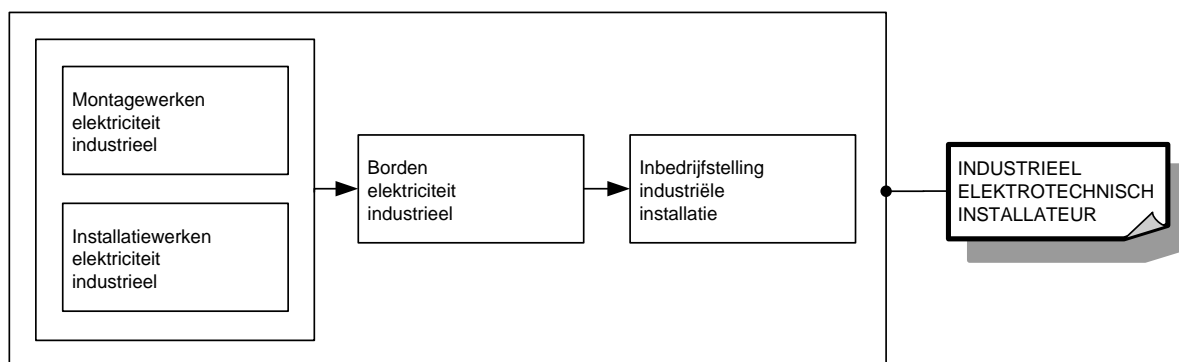 Montagewerken
elektriciteit
industrieel
Installatiewerken
elektriciteit
industrieel
Borden
elektriciteit
industrieel
Inbedrijfstelling
industriële
installatie
INDUSTRIEEL
ELEKTROTECHNISCH
INSTALLATEUR